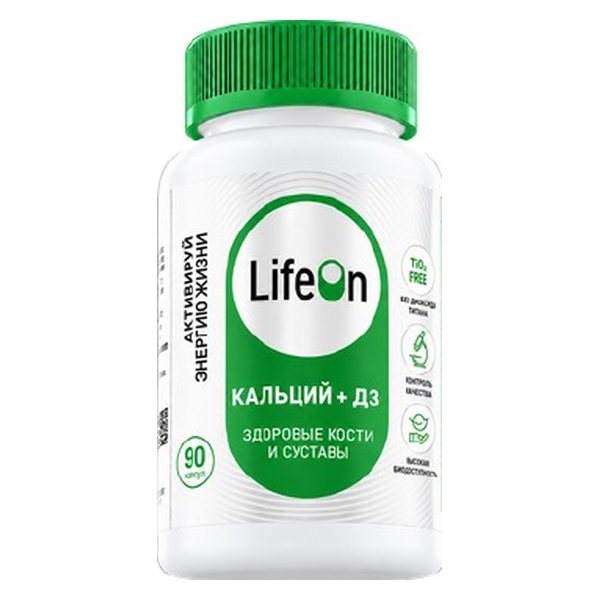 АКТИВИРУЙ
ЭНЕРГИЮ ЖИЗНИ
LifeOn
КАЛЬЦИЙ + Д3
ЗДОРОВЫЕ КОСТИ
И СУСТАВЫ
90
капсул
TiO₂
FREE
БЕЗ ДИОКСИДА
ТИТАНА
КОНТРОЛЬ
КАЧЕСТВА
ВЫСОКАЯ
БИОДОСТУПНОСТЬ